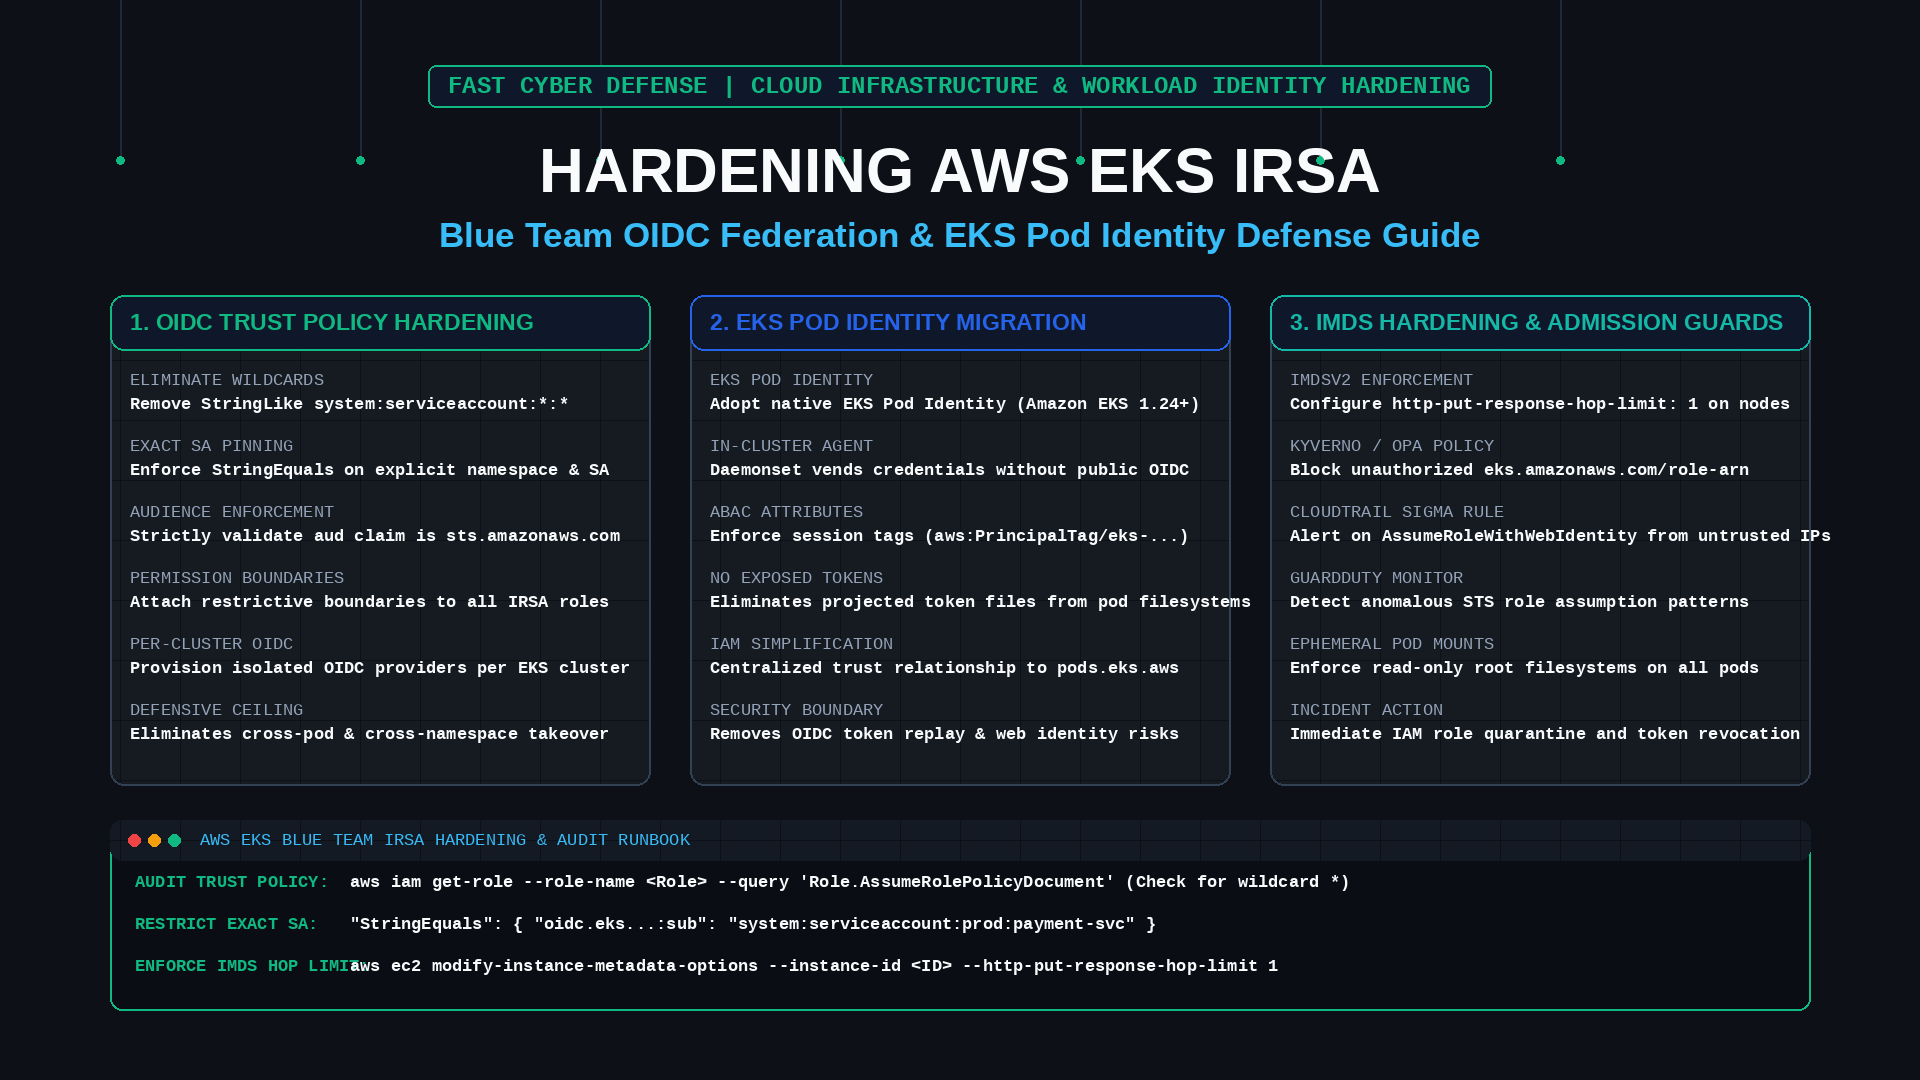 FAST CYBER DEFENSE | CLOUD INFRASTRUCTURE & WORKLOAD IDENTITY HARDENING
HARDENING AWS EKS IRSA
Blue Team OIDC Federation & EKS Pod Identity Defense Guide
1. OIDC TRUST POLICY HARDENING
ELIMINATE WILDCARDS
Remove StringLike system:serviceaccount:*:*
EXACT SA PINNING
Enforce StringEquals on explicit namespace & SA
AUDIENCE ENFORCEMENT
Strictly validate aud claim is sts.amazonaws.com
PERMISSION BOUNDARIES
Attach restrictive boundaries to all IRSA roles
PER-CLUSTER OIDC
Provision isolated OIDC providers per EKS cluster
DEFENSIVE CEILING
Eliminates cross-pod & cross-namespace takeover
2. EKS POD IDENTITY MIGRATION
EKS POD IDENTITY
Adopt native EKS Pod Identity (Amazon EKS 1.24+)
IN-CLUSTER AGENT
Daemonset vends credentials without public OIDC
ABAC ATTRIBUTES
Enforce session tags (aws:PrincipalTag/eks-...)
NO EXPOSED TOKENS
Eliminates projected token files from pod filesystems
IAM SIMPLIFICATION
Centralized trust relationship to pods.eks.aws
SECURITY BOUNDARY
Removes OIDC token replay & web identity risks
3. IMDS HARDENING & ADMISSION GUARDS
IMDSV2 ENFORCEMENT
Configure http-put-response-hop-limit: 1 on nodes
KYVERNO / OPA POLICY
Block unauthorized eks.amazonaws.com/role-arn
CLOUDTRAIL SIGMA RULE
Alert on AssumeRoleWithWebIdentity from untrusted IPs
GUARDDUTY MONITOR
Detect anomalous STS role assumption patterns
EPHEMERAL POD MOUNTS
Enforce read-only root filesystems on all pods
INCIDENT ACTION
Immediate IAM role quarantine and token revocation
AWS EKS BLUE TEAM IRSA HARDENING & AUDIT RUNBOOK
AUDIT TRUST POLICY: aws iam get-role --role-name <Role> --query 'Role.AssumeRolePolicyDocument' (Check for wildcard *)
RESTRICT EXACT SA: "StringEquals": { "oidc.eks...:sub": "system:serviceaccount:prod:payment-svc" }
ENFORCE IMDS HOP LIMIT: aws ec2 modify-instance-metadata-options --instance-id <ID> --http-put-response-hop-limit 1